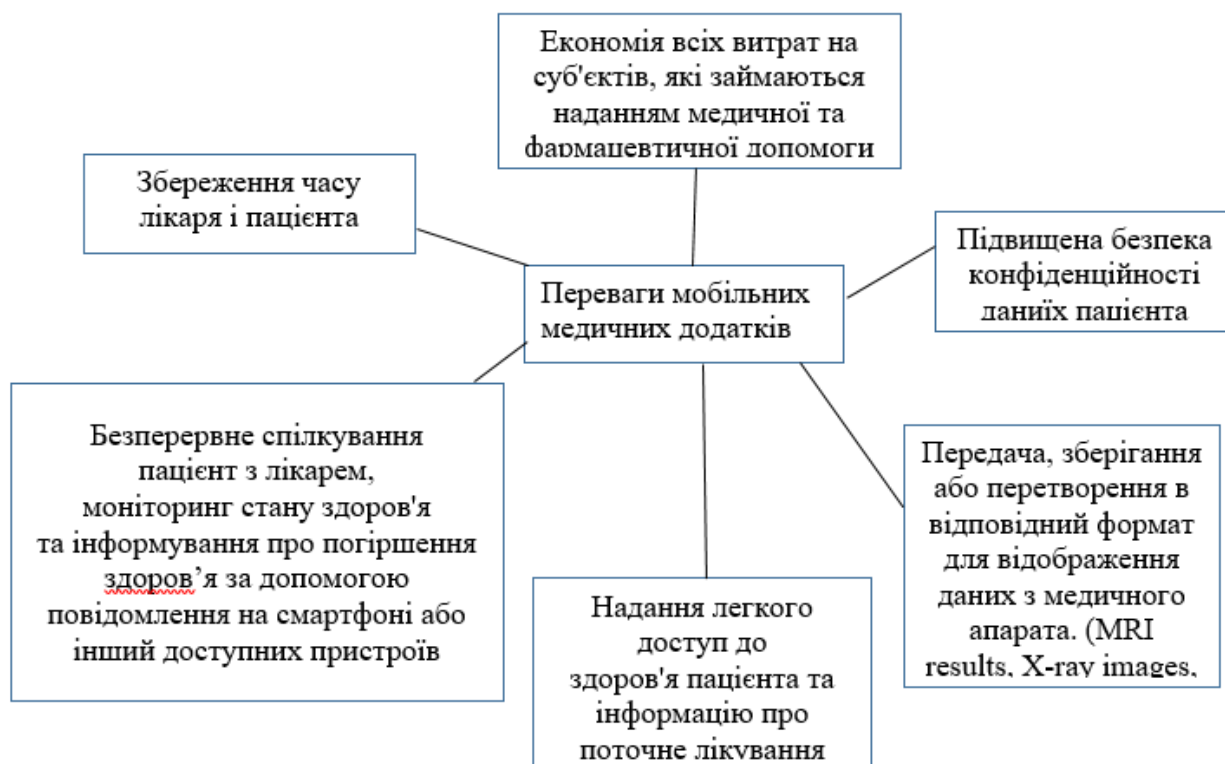 Економія всіх витрат на
суб'єктів, які займаються
наданням медичної та
фармацевтичної допомоги
Збереження часу
лікаря і пацієнта
Підвищена безпека
конфіденційності
даниїх пацієнта
Переваги мобільних
медичних додатків
Безперервне спілкування
пацієнт з лікарем,
моніторинг стану здоров'я
та інформування про погіршення
здоров’я за допомогою
повідомлення на смартфоні або
інший доступних пристроїв
Передача, зберігання
або перетворення в
відповідний формат
для відображення
даних з медичного
апарата. (MRI
results, X-ray images,
Надання легкого
доступ до
здоров'я пацієнта та
інформацію про
поточне лікування